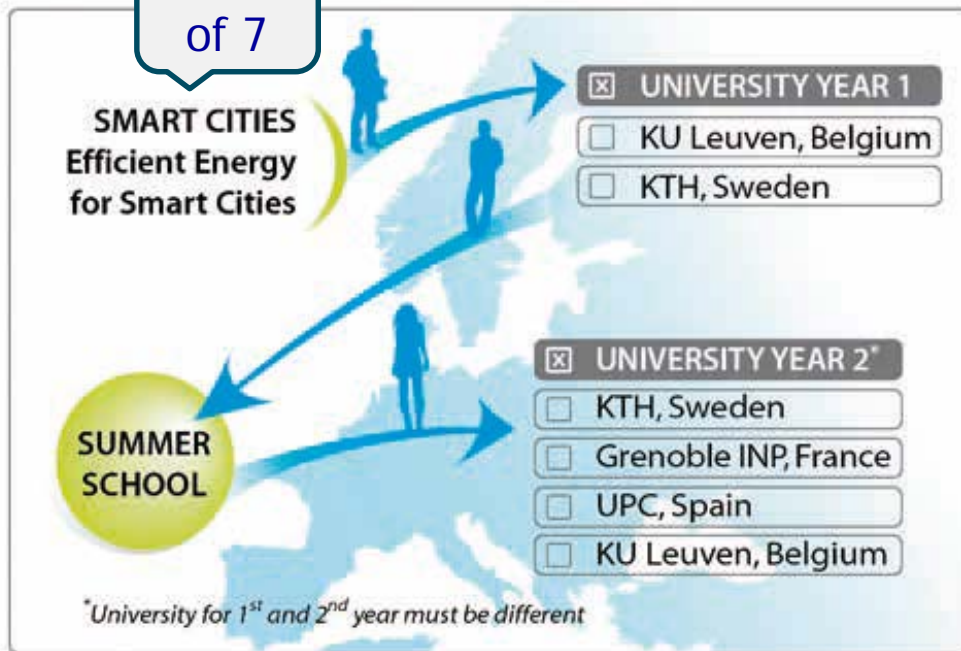 of 7
SMART CITIES
Efficient Energy
for Smart Cities
UNIVERSITY YEAR 1
KU Leuven, Belgium
KTH, Sweden
SUMMER
SCHOOL
UNIVERSITY YEAR 2*
KTH, Sweden
Grenoble INP, France
UPC, Spain
KU Leuven, Belgium
*University for 1st and 2nd year must be different